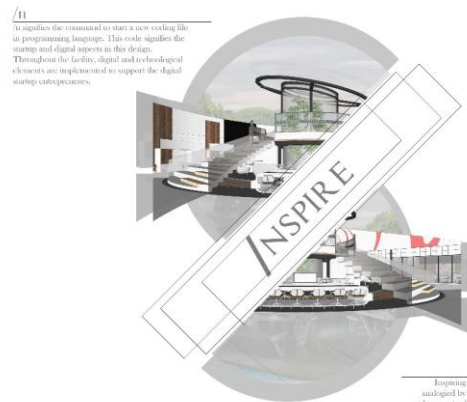 /n
/n signifies the command to start a new coding file
in programming language. This code signifies the
startup and digital aspects in this design.
Throughout the facility, digital and technological
elements are implemented to support the digital
startup entrepreneurs.
/NSPIRE
Inspiring
analogied by